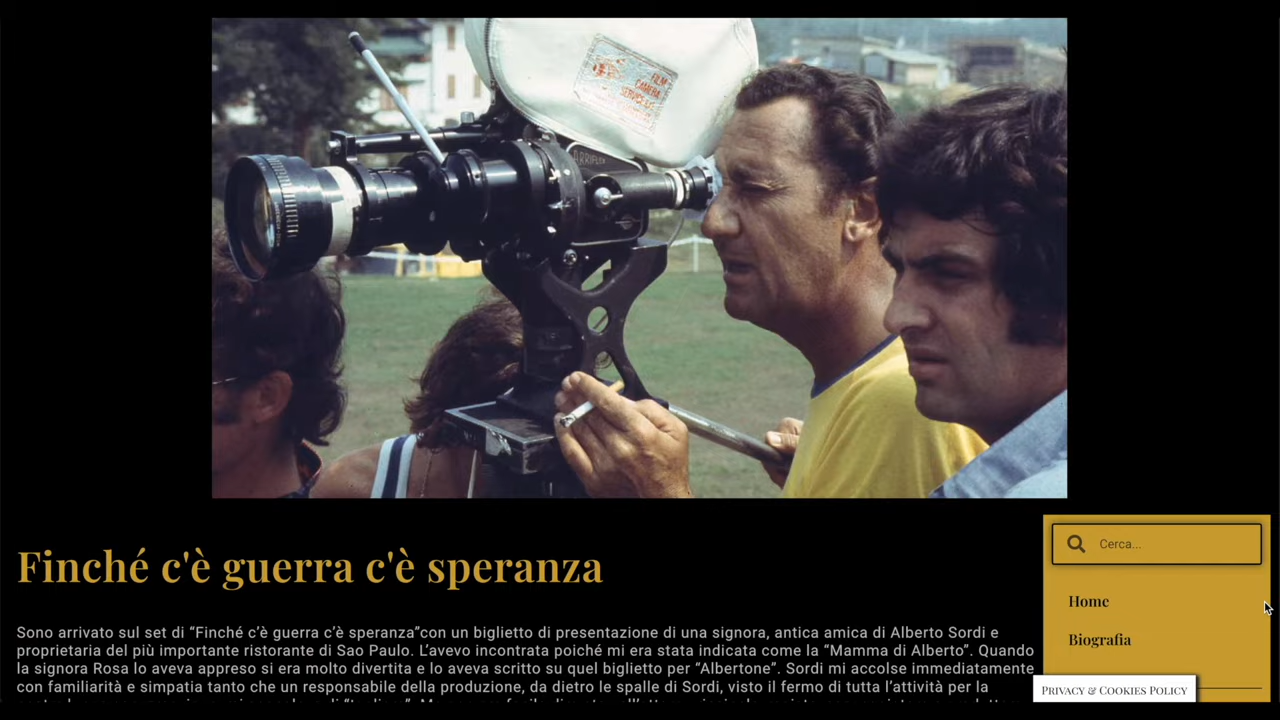 FILM
CAMERA
SERVICE
ARRIFLEX
Finché c'è guerra c'è speranza
Sono arrivato sul set di “Finché c’è guerra c’è speranza”con un biglietto di presentazione di una signora, antica amica di Alberto Sordi e
proprietaria del più importante ristorante di Sao Paulo. L’avevo incontrata poiché mi era stata indicata come la “Mamma di Alberto”. Quando
la signora Rosa lo aveva appreso si era molto divertita e lo aveva scritto su quel biglietto per “Albertone”. Sordi mi accolse immediatamente
con familiarità e simpatia tanto che un responsabile della produzione, da dietro le spalle di Sordi, visto il fermo di tutta l’attività per la
Cerca...
Home
Biografia
Privacy & Cookies Policy